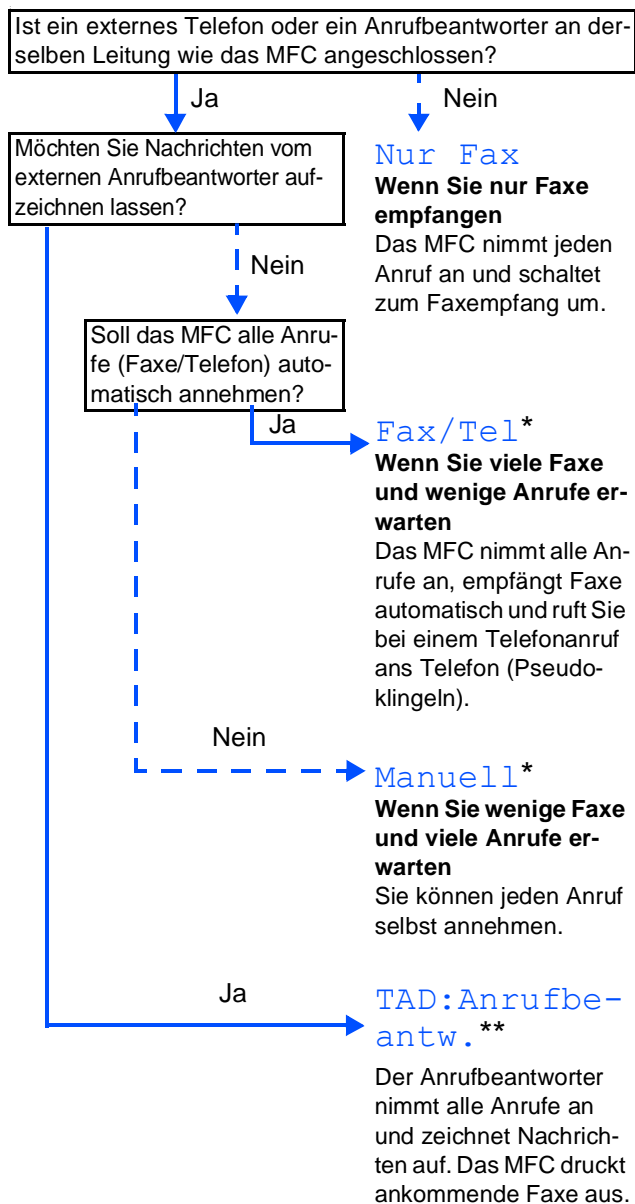 Ist ein externes Telefon oder ein Anrufbeantworter an der-
selben Leitung wie das MFC angeschlossen?
Ja
Nein
Möchten Sie Nachrichten vom
externen Anrufbeantworter auf-
zeichnen lassen?
Nur Fax
Wenn Sie nur Faxe
empfangen
Das MFC nimmt jeden
Anruf an und schaltet
zum Faxempfang um.
Nein
Soll das MFC alle Anru-
fe (Faxe/Telefon) auto-
matisch annehmen?
Ja
Fax/Tel*
Wenn Sie viele Faxe
und wenige Anrufe er-
warten
Das MFC nimmt alle An-
rufe an, empfängt Faxe
automatisch und ruft Sie
bei einem Telefonanruf
ans Telefon (Pseudo-
klingeln).
Nein
Manuell*
Wenn Sie wenige Faxe
und viele Anrufe er-
warten
Sie können jeden Anruf
selbst annehmen.
Ja
TAD:Anrufbe-
antw.**
Der Anrufbeantworter
nimmt alle Anrufe an
und zeichnet Nachrich-
ten auf. Das MFC druckt
ankommende Faxe aus.